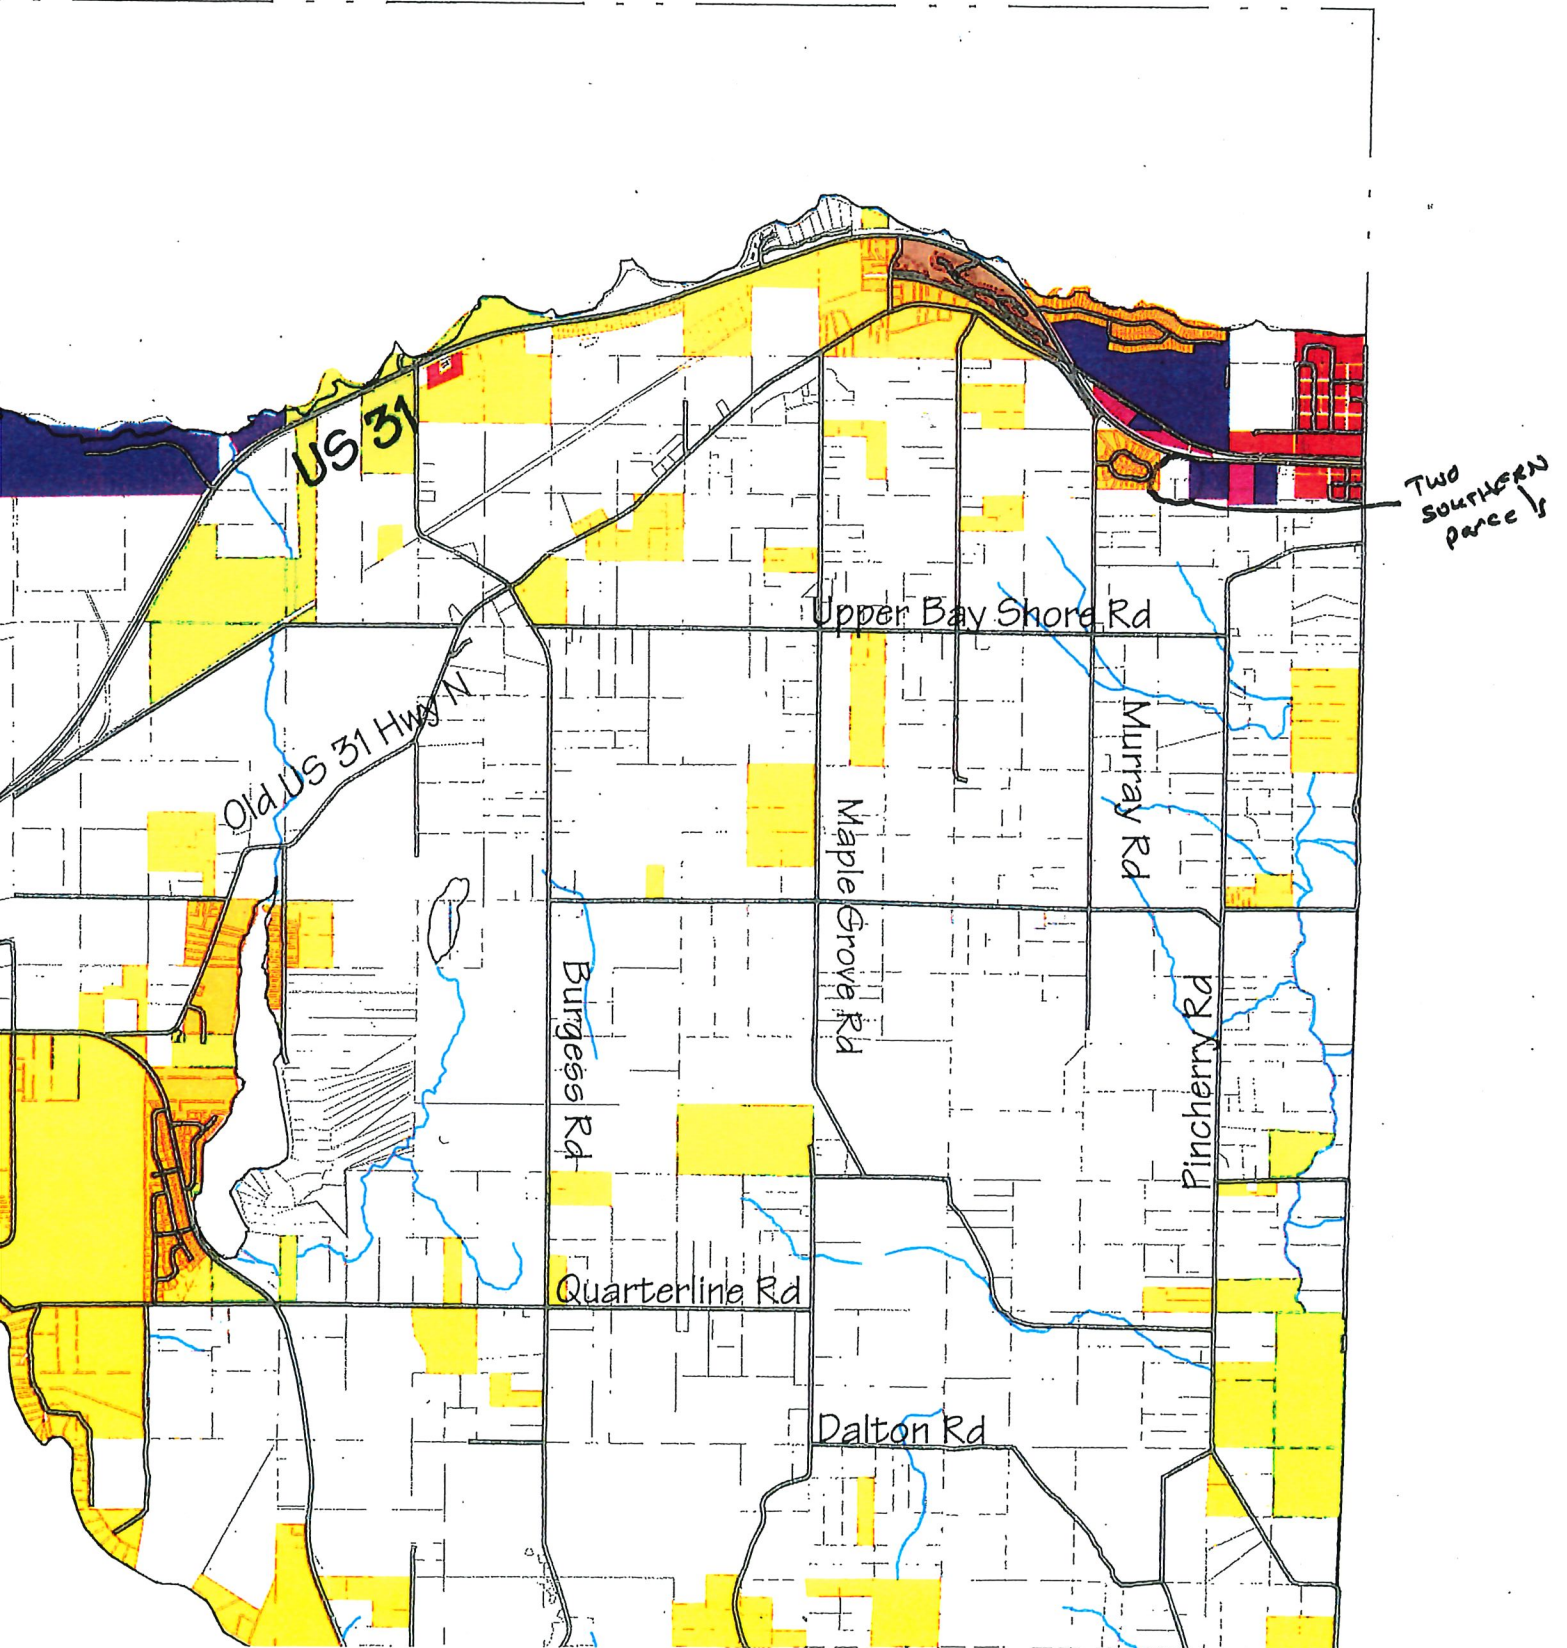 US 31
TWO
SOUTHERN
parcels
Upper Bay Shore Rd
Old US 31 Hwy N
Murray Rd
Maple Grove Rd
Burgess Rd
Pincherry Rd
Quarterline Rd
Dalton Rd